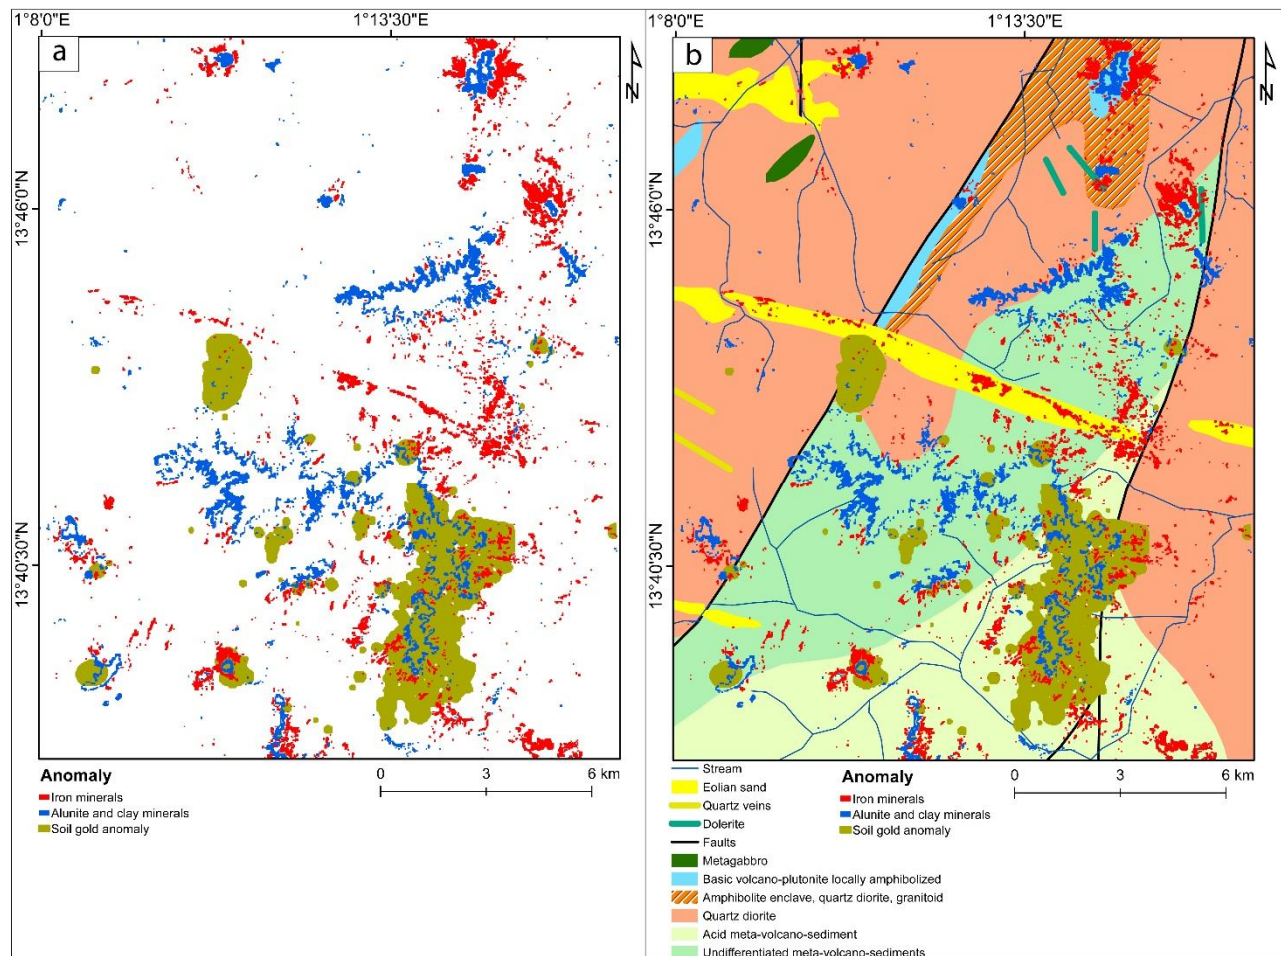 1°8'0"E
1°13'30"E
a
N
13°46'0"N
13°40'30"N
Anomaly
Iron minerals
Alunite and clay minerals
Soil gold anomaly
0 3 6 km
1°8'0"E
1°13'30"E
b
N
13°46'0"N
13°40'30"N
Stream
Eolian sand
Quartz veins
Dolerite
Faults
Metagabbro
Basic volcano-plutonite locally amphibolized
Amphibolite enclave, quartz diorite, granitoid
Quartz diorite
Acid meta-volcano-sediment
Undifferentiated meta-volcano-sediments
Anomaly
Iron minerals
Alunite and clay minerals
Soil gold anomaly
0 3 6 km